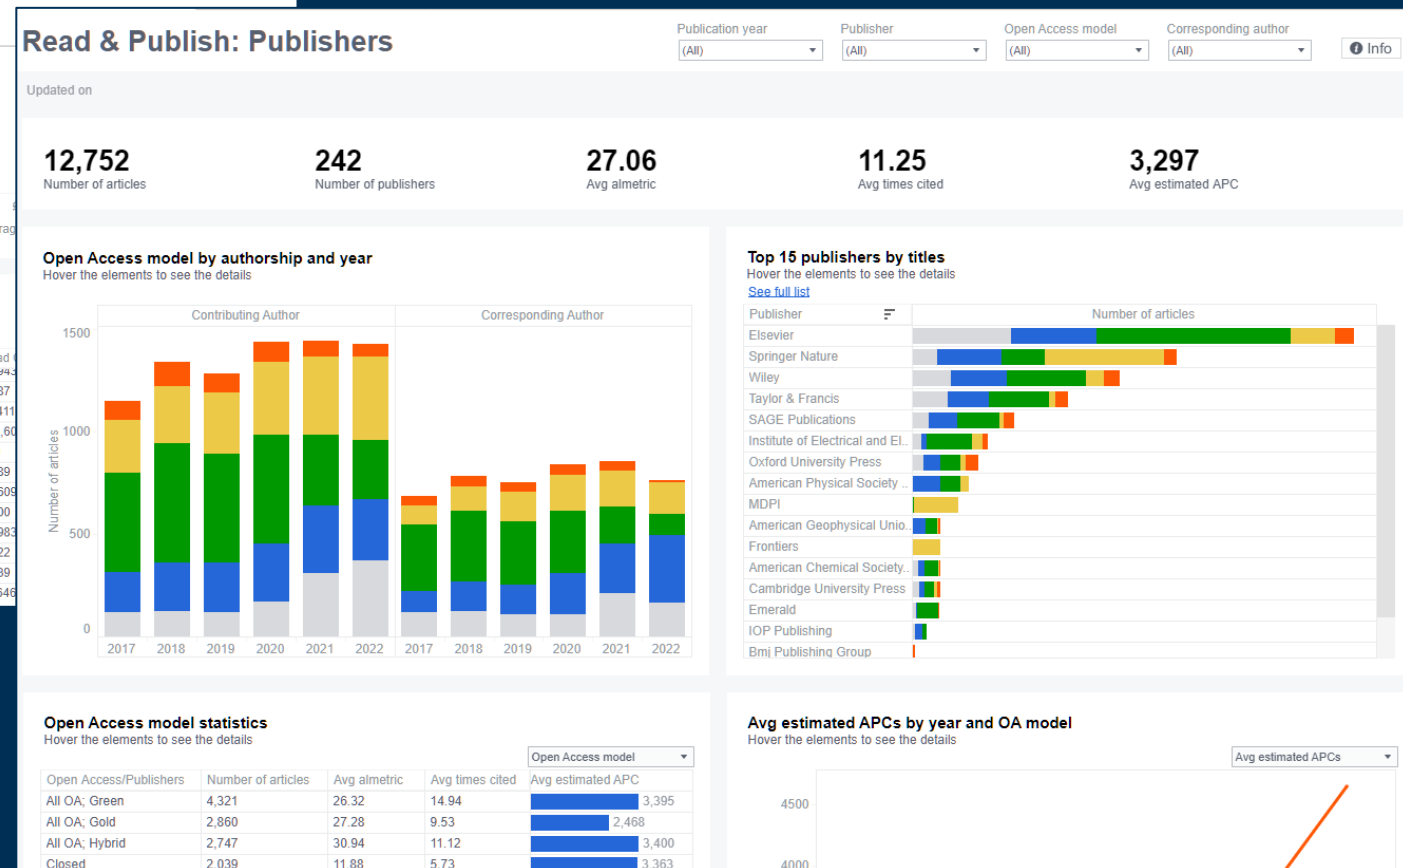 Read & Publish: Publishers
Publication year
(All)
Publisher
(All)
Open Access model
(All)
Corresponding author
(All)
Info
Updated on
12,752
Number of articles
242
Number of publishers
27.06
Avg almetric
11.25
Avg times cited
3,297
Avg estimated APC
Open Access model by authorship and year
Hover the elements to see the details
Contributing Author
Corresponding Author
Number of articles
1500
1000
500
0
2017 2018 2019 2020 2021 2022 2017 2018 2019 2020 2021 2022
Top 15 publishers by titles
Hover the elements to see the details
See full list
Publisher
Number of articles
Elsevier
Springer Nature
Wiley
Taylor & Francis
SAGE Publications
Institute of Electrical and El..
Oxford University Press
American Physical Society ..
MDPI
American Geophysical Unio..
Frontiers
American Chemical Society..
Cambridge University Press
Emerald
IOP Publishing
Bmj Publishing Group
Open Access model statistics
Hover the elements to see the details
Open Access model
Open Access/Publishers Number of articles Avg almetric Avg times cited Avg estimated APC
All OA; Green 4,321 26.32 14.94 3,395
All OA; Gold 2,860 27.28 9.53 2,468
All OA; Hybrid 2,747 30.94 11.12 3,400
Closed 2,039 11.88 5.73 3,363
Avg estimated APCs by year and OA model
Hover the elements to see the details
Avg estimated APCs
4500
4000